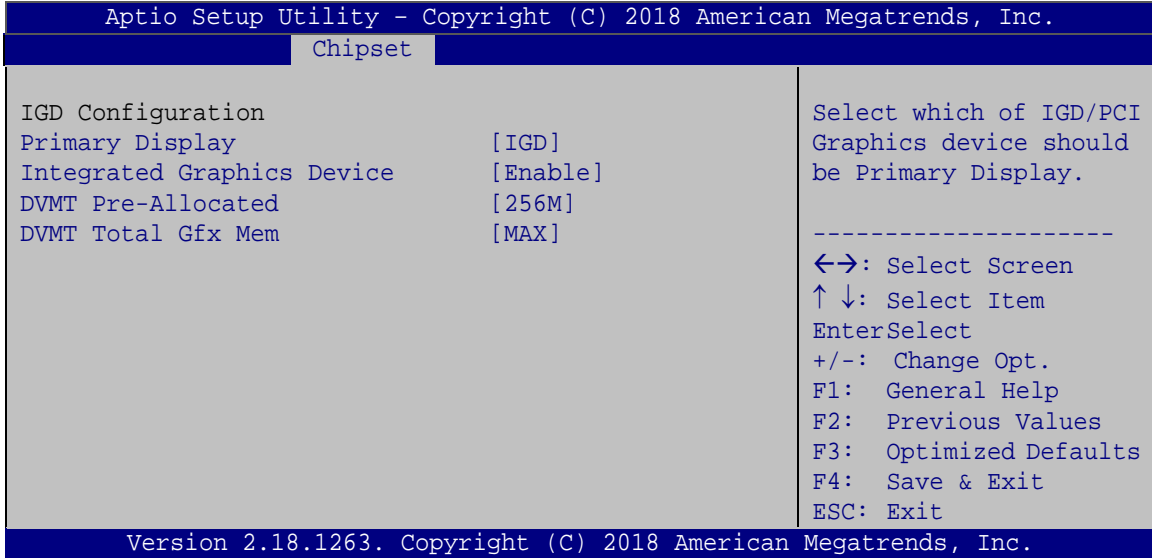 Aptio Setup Utility – Copyright (C) 2018 American Megatrends, Inc.
Chipset
IGD Configuration
Primary Display [IGD]
Integrated Graphics Device [Enable]
DVMT Pre-Allocated [256M]
DVMT Total Gfx Mem [MAX]
Select which of IGD/PCI
Graphics device should
be Primary Display.
---------------------
←→: Select Screen
↑ ↓: Select Item
EnterSelect
+/-: Change Opt.
F1: General Help
F2: Previous Values
F3: Optimized Defaults
F4: Save & Exit
ESC: Exit
Version 2.18.1263. Copyright (C) 2018 American Megatrends, Inc.